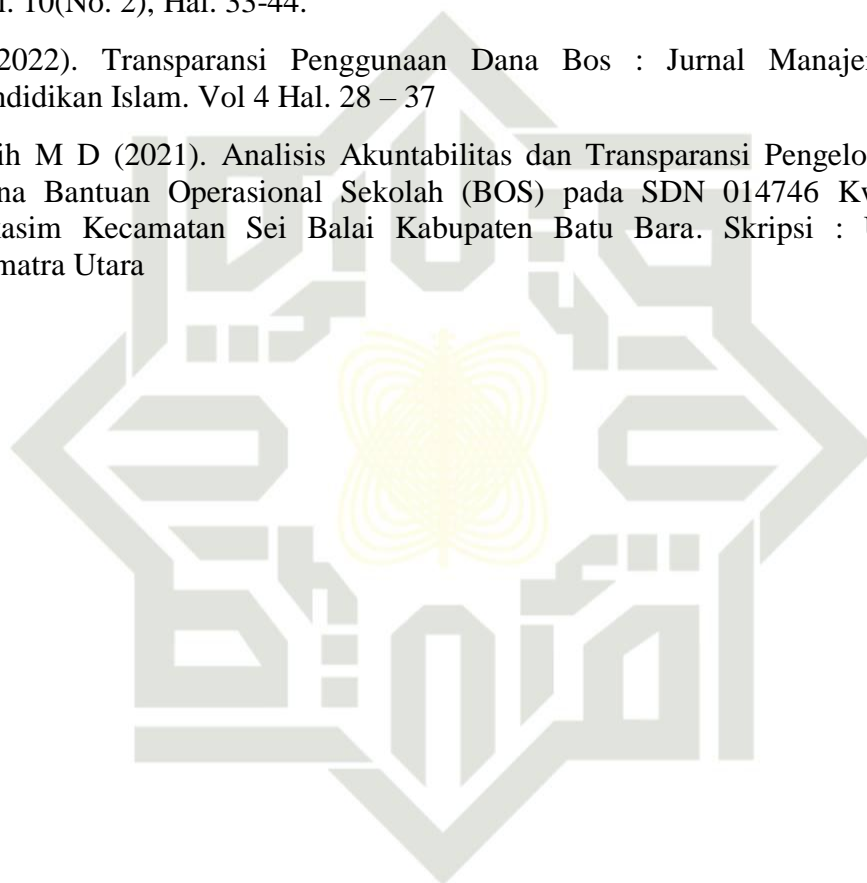 l. 10(No. 2), Hal. 33-44.
2022). Transparansi Penggunaan Dana Bos : Jurnal Manaje
ndidikan Islam. Vol 4 Hal. 28 – 37
ih M D (2021). Analisis Akuntabilitas dan Transparansi Pengelo
na Bantuan Operasional Sekolah (BOS) pada SDN 014746 Kw
kasim Kecamatan Sei Balai Kabupaten Batu Bara. Skripsi : U
matra Utara